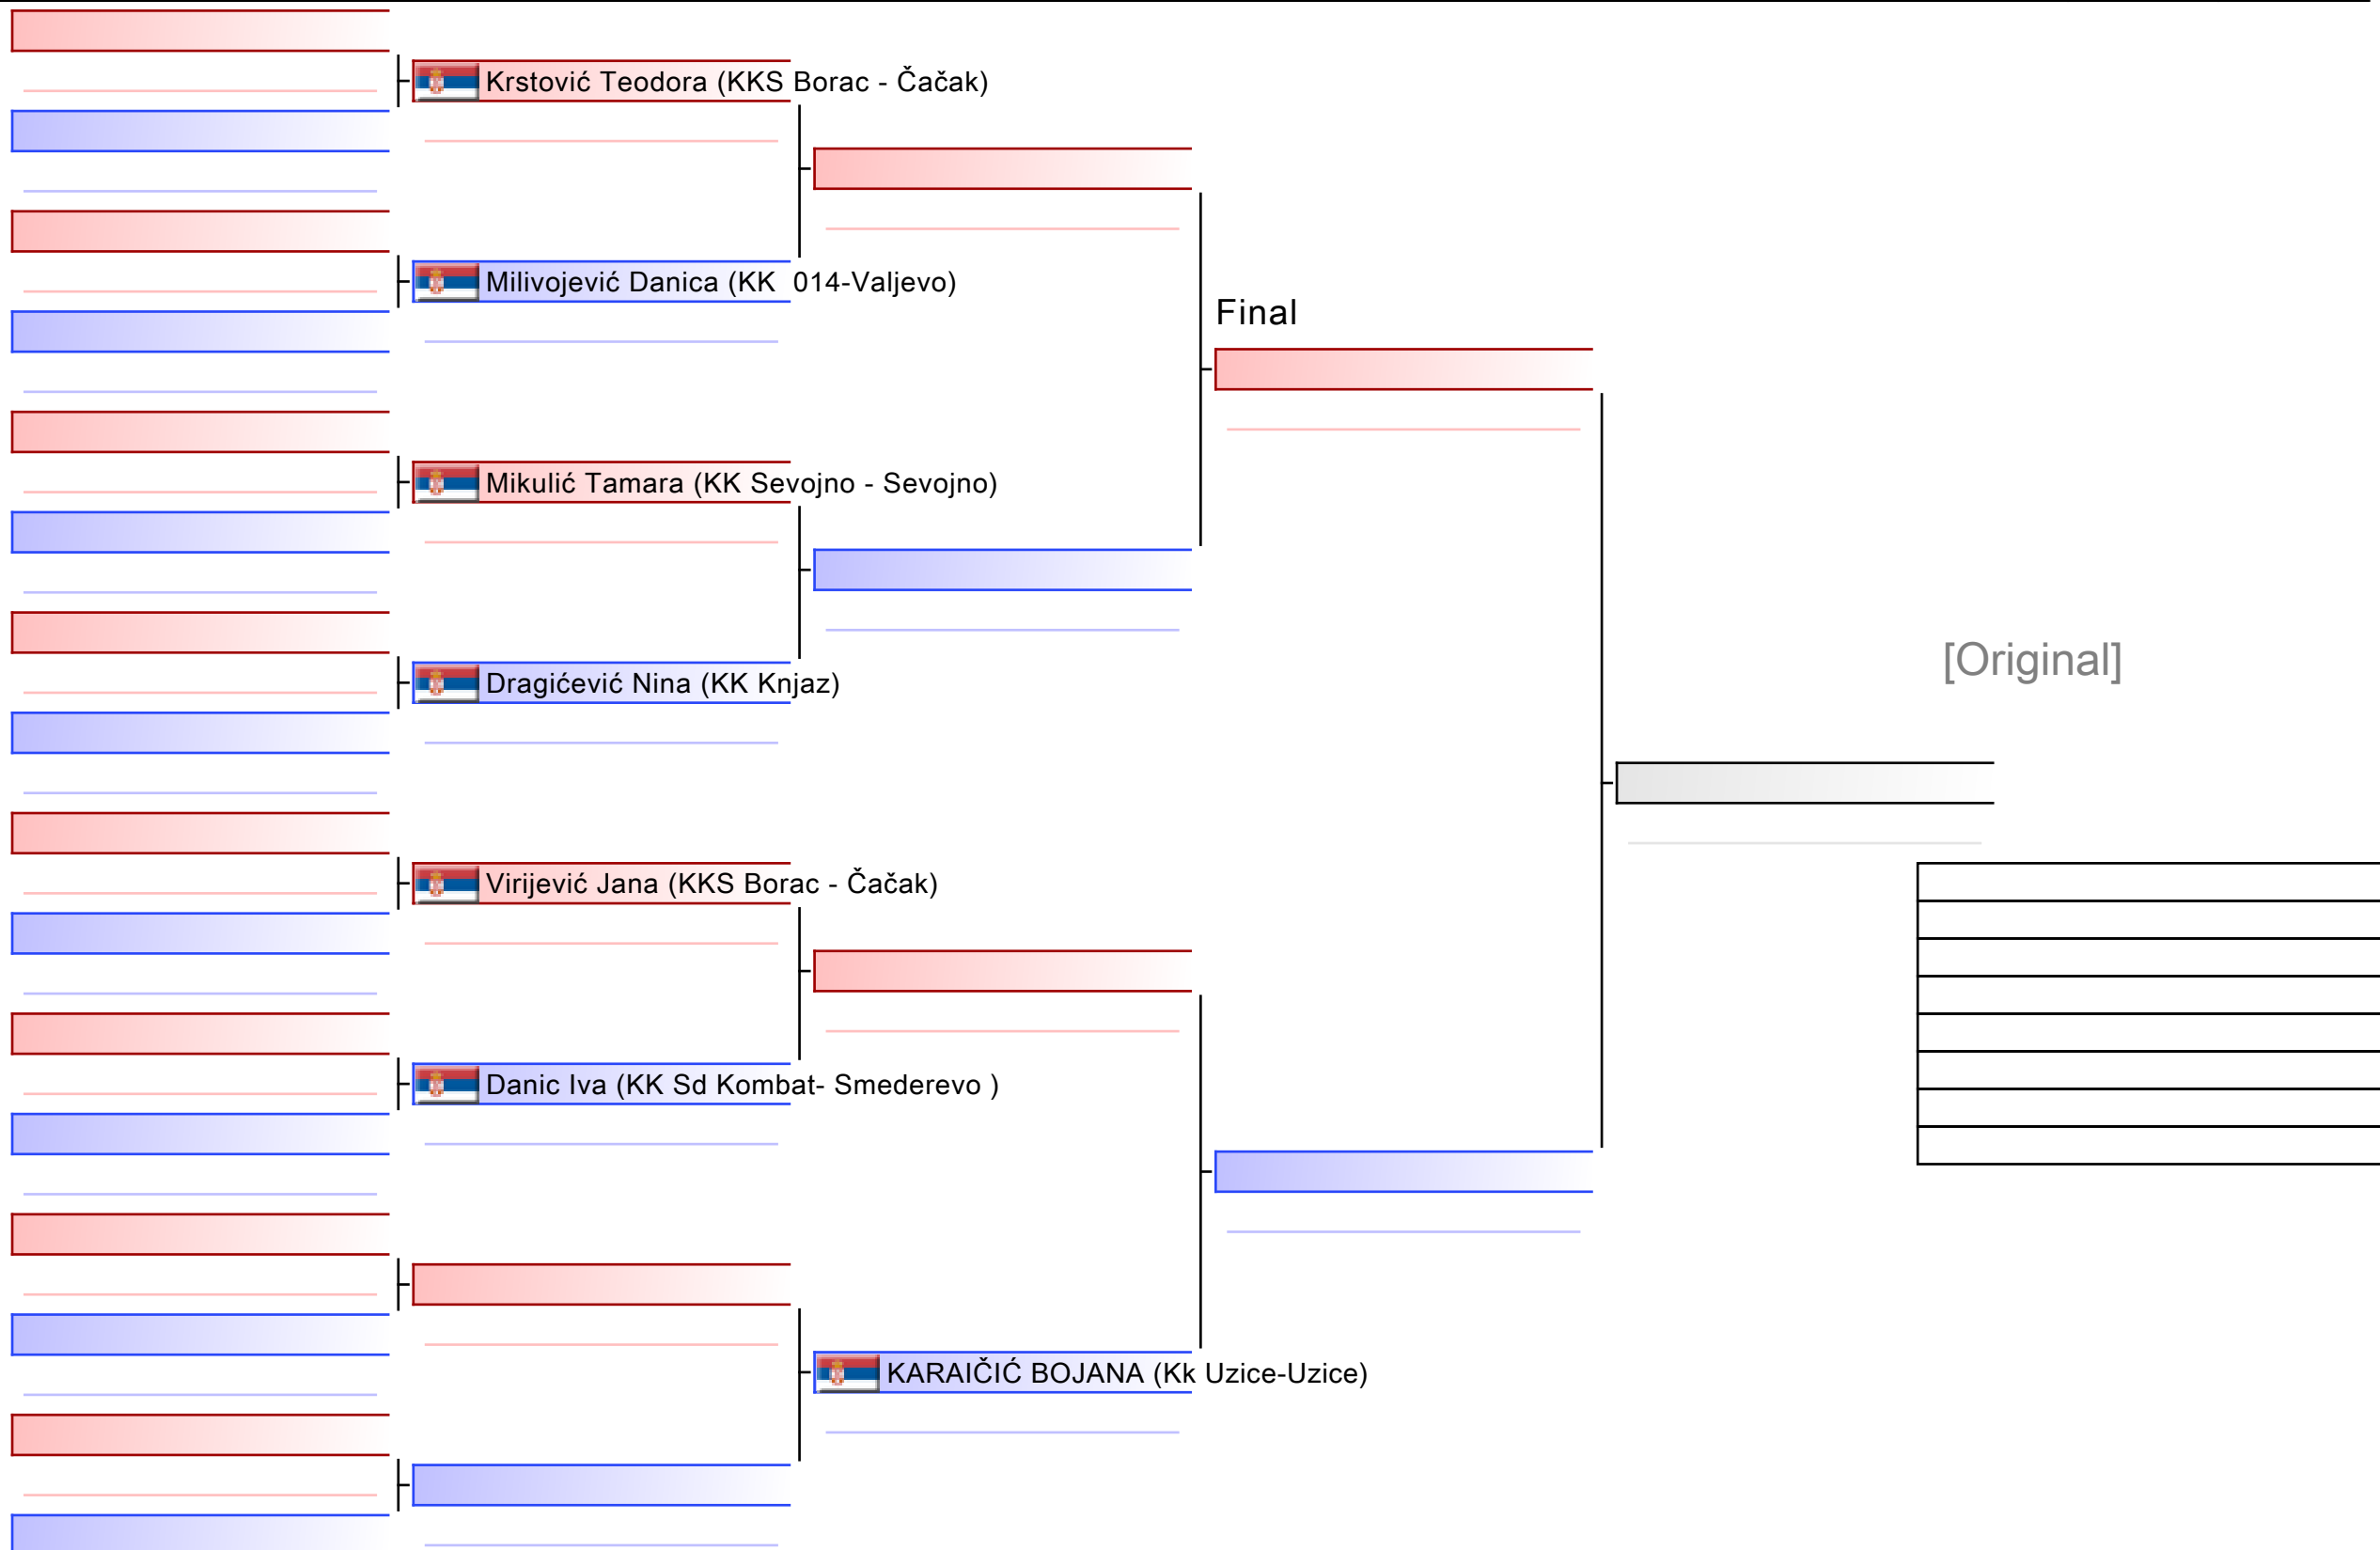 Krstović Teodora (KKS Borac - Čačak)
Milivojević Danica (KK  014-Valjevo)
Final
Mikulić Tamara (KK Sevojno - Sevojno)
[Original]
Dragićević Nina (KK Knjaz)
Virijević Jana (KKS Borac - Čačak)
Danic Iva (KK Sd Kombat- Smederevo )
KARAIČIĆ BOJANA (Kk Uzice-Uzice)